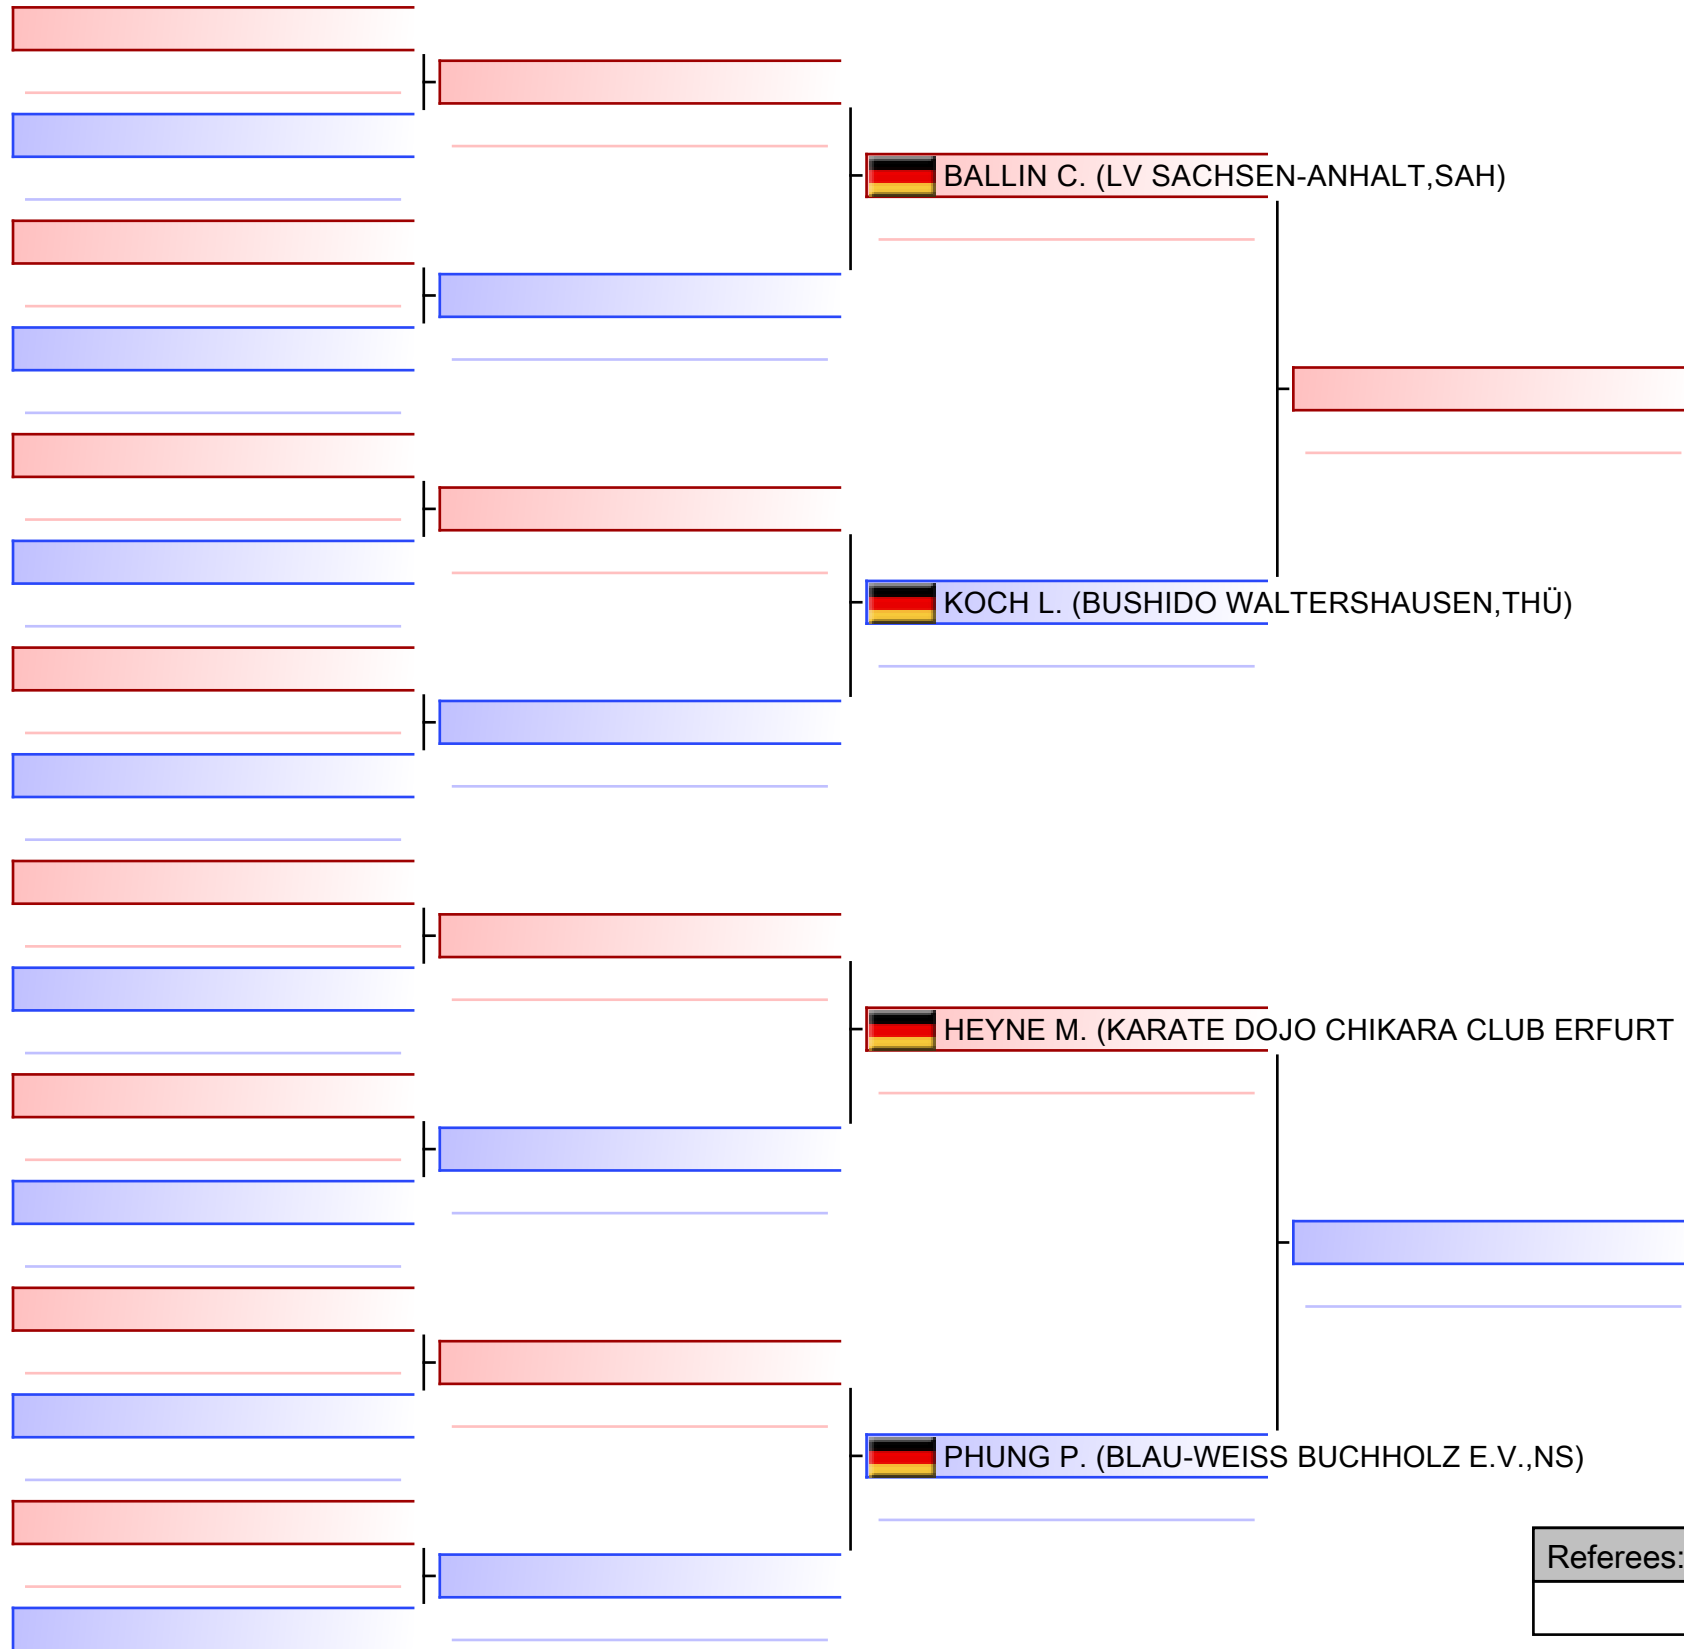 BALLIN C. (LV SACHSEN-ANHALT,SAH)
KOCH L. (BUSHIDO WALTERSHAUSEN,THÜ)
HEYNE M. (KARATE DOJO CHIKARA CLUB ERFURT
PHUNG P. (BLAU-WEISS BUCHHOLZ E.V.,NS)
Referees: